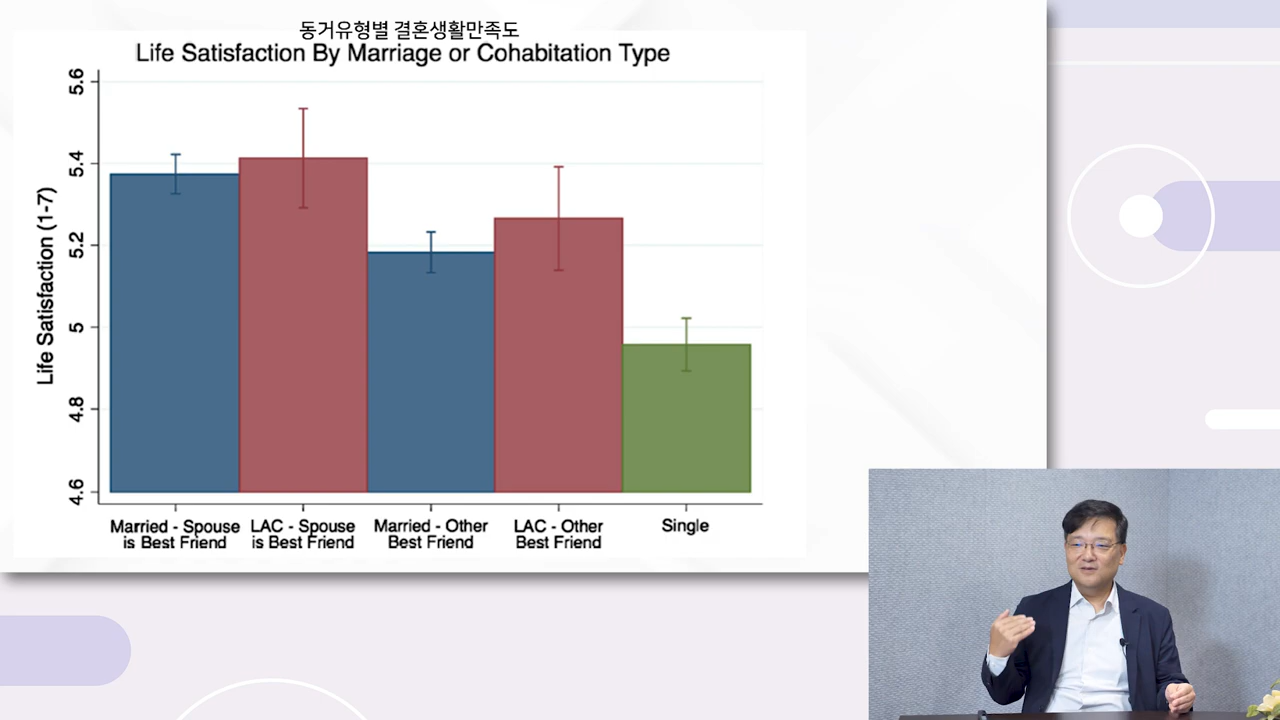 동거유형별 결혼생활만족도
Life Satisfaction By Marriage or Cohabitation Type
Life Satisfaction (1-7)
5.6
5.4
5.2
5
4.8
4.6
Married - Spouse
is Best Friend
LAC - Spouse
is Best Friend
Married - Other
Best Friend
LAC - Other
Best Friend
Single